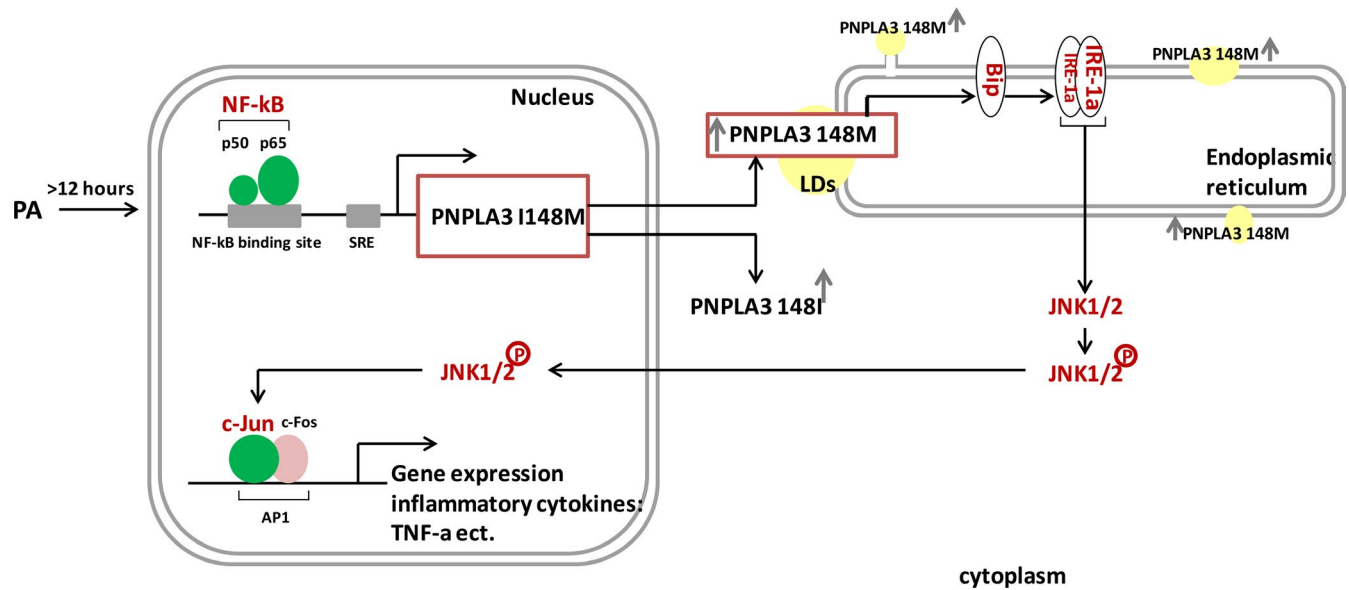 PNPLA3 148M
PNPLA3 148M
Nucleus
NF-kB
p50 p65
Bip
IRE-1a
IRE-1a
PNPLA3 148M
LDs
Endoplasmic
reticulum
>12 hours
PA
PNPLA3 I148M
NF-kB binding site
SRE
PNPLA3 148M
PNPLA3 148I
JNK1/2
JNK1/2 P
JNK1/2 P
c-Jun c-Fos
AP1
Gene expression
inflammatory cytokines:
TNF-a ect.
cytoplasm